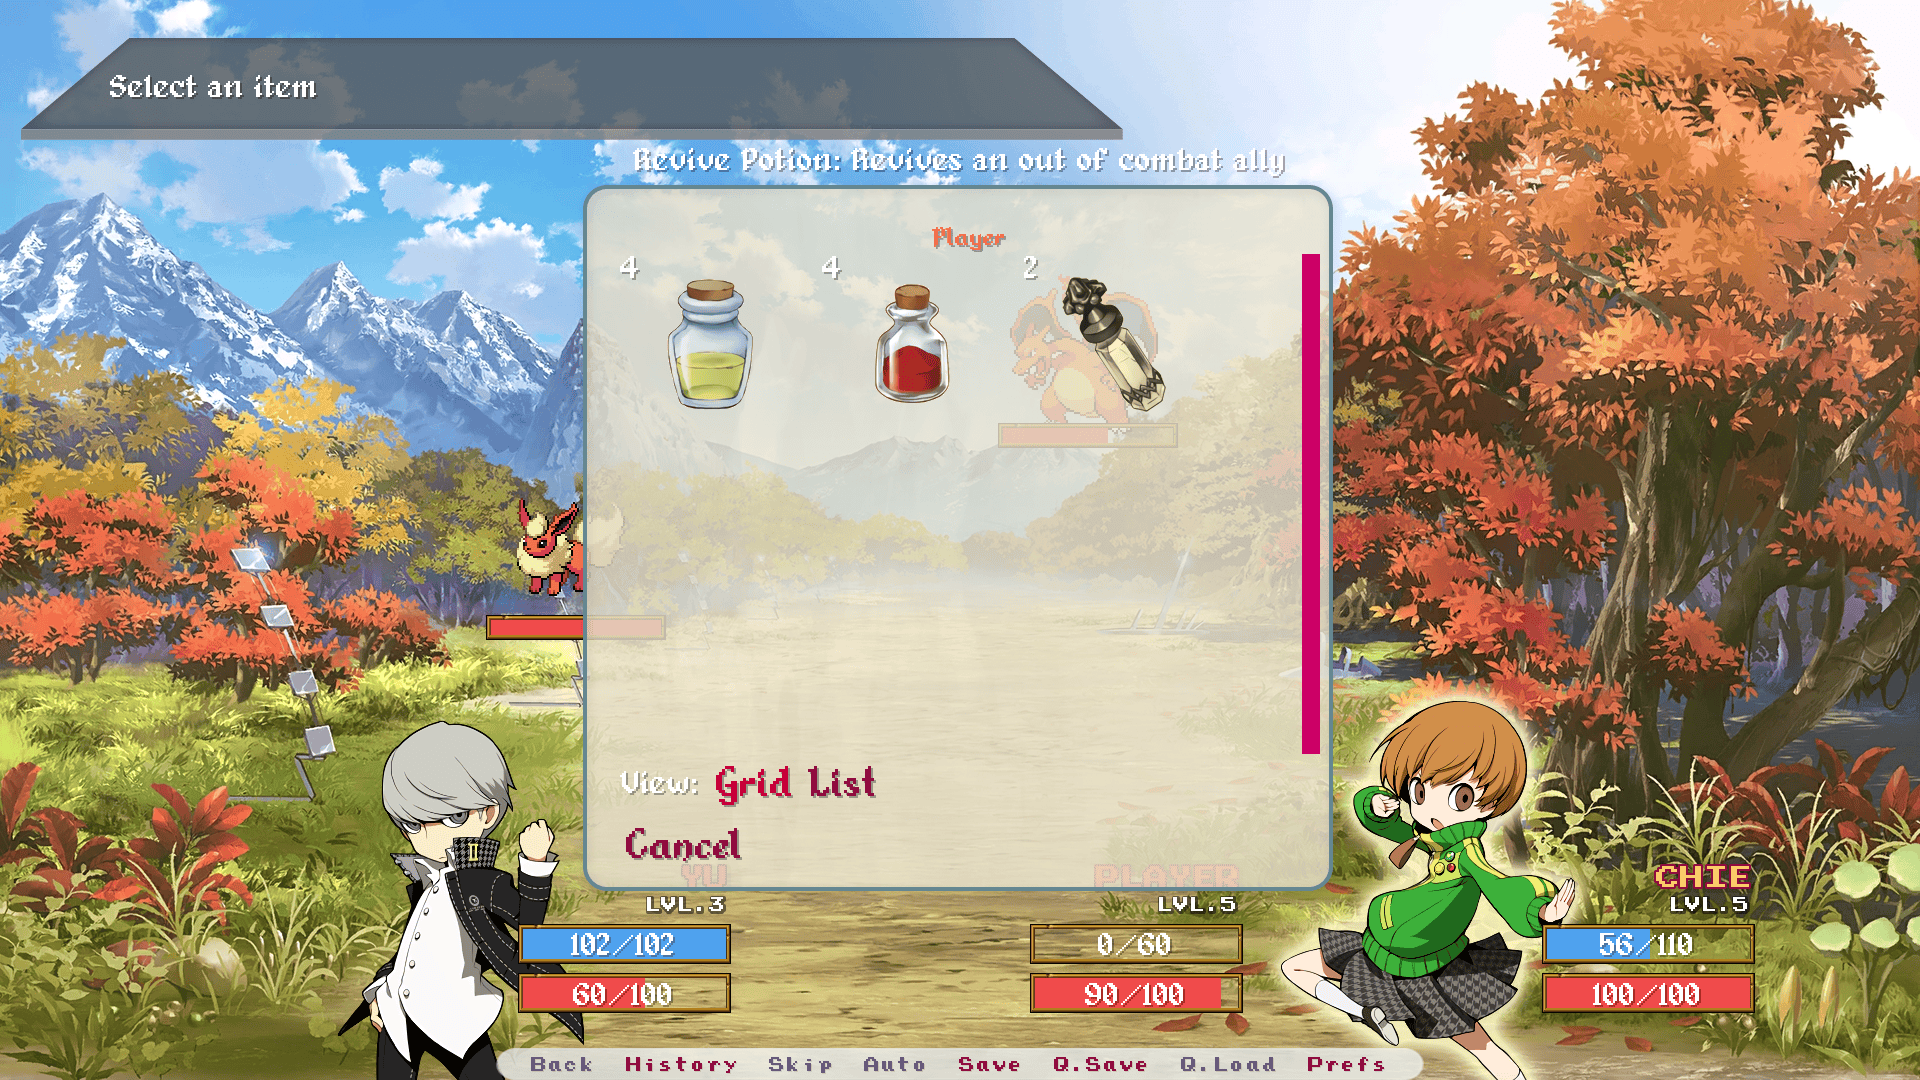 Select an item
Revive Potion: Revives an out of combat ally
Player
4 4 2
View: Grid List
Cancel
YU PLAYER CHIE
LVL.3 LVL.5 LVL.5
102/102 0/60 56/110
60/100 90/100 100/100
Back History Skip Auto Save Q.Save Q.Load Prefs